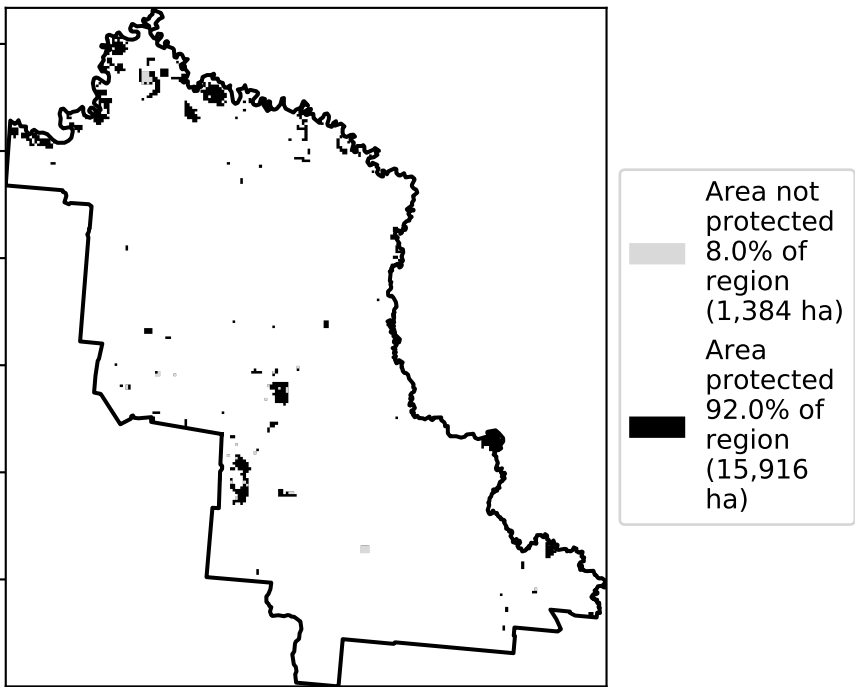 Area not
protected
8.0% of
region
(1,384 ha)
Area
protected
92.0% of
region
(15,916
ha)